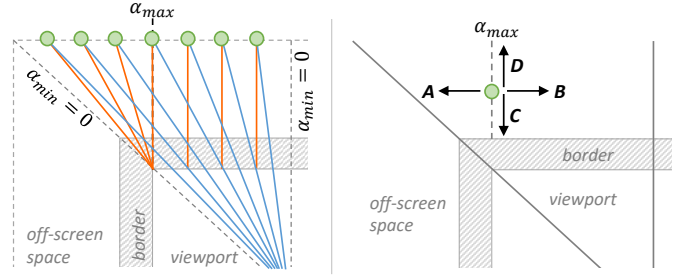 α_max
α_min = 0
α_min = 0
off-screen
space
border
viewport
α_max
D
A
B
C
border
viewport
off-screen
space